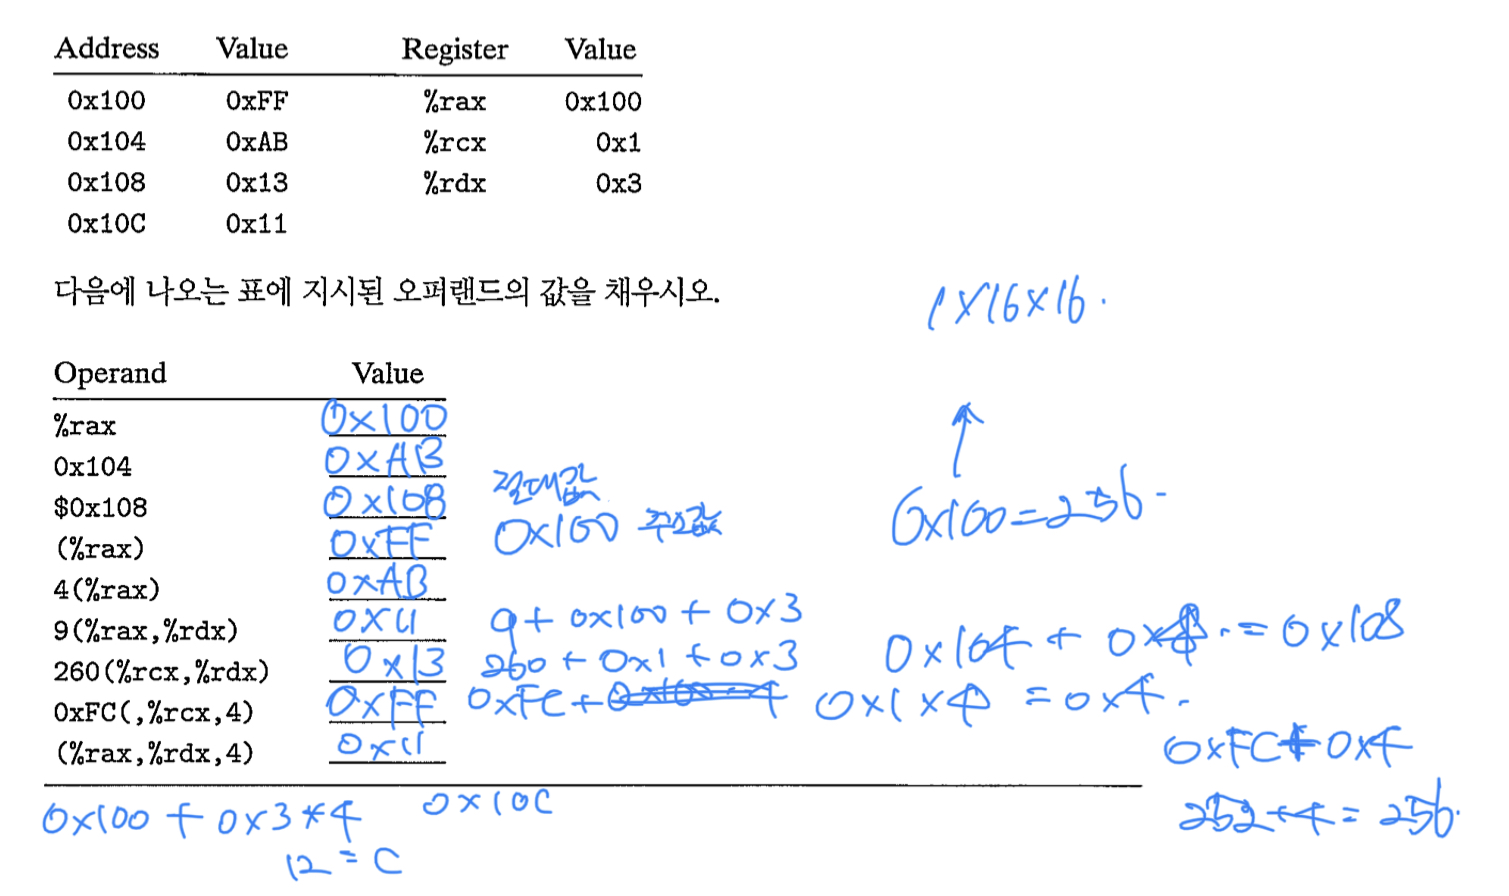 Address Value Register Value
0x100 0xFF %rax 0x100
0x104 0xAB %rcx 0x1
0x108 0x13 %rdx 0x3
0x10C 0x11
다음에 나오는 표에 지시된 오퍼랜드의 값을 채우시오.
1×16×16.
Operand Value
%rax 0x100
0x104 0xAB
$0x108 0x108 절대값
0x100=256.
(%rax) 0xFF 0x100 주소값
4(%rax) 0xAB
9(%rax,%rdx) 0x11 9+ 0x100 + 0x3
0x104 + 0x4.=0x108
260(%rcx,%rdx) 0x13 260 + 0x1 + 0x3
0xFC(,%rcx,4) 0xFF 0xFC+ 0x1×4 = 0x4.
(%rax,%rdx,4) 0x11
0xFC+0x4
252+4=256.
0x100 + 0x3*4 0x10C
12=C